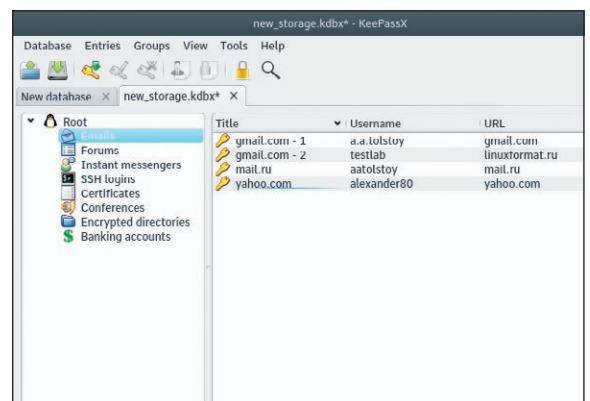 new_storage.kdbx* - KeePassX
Database Entries Groups View Tools Help
New database × new_storage.kdbx* ×
Root
Emails
Forums
Instant messengers
SSH logins
Certificates
Conferences
Encrypted directories
Banking accounts
Title Username URL
gmail.com - 1 a.a.tolstoy gmail.com
gmail.com - 2 testlab linuxformat.ru
mail.ru aatolstoy mail.ru
yahoo.com alexander80 yahoo.com